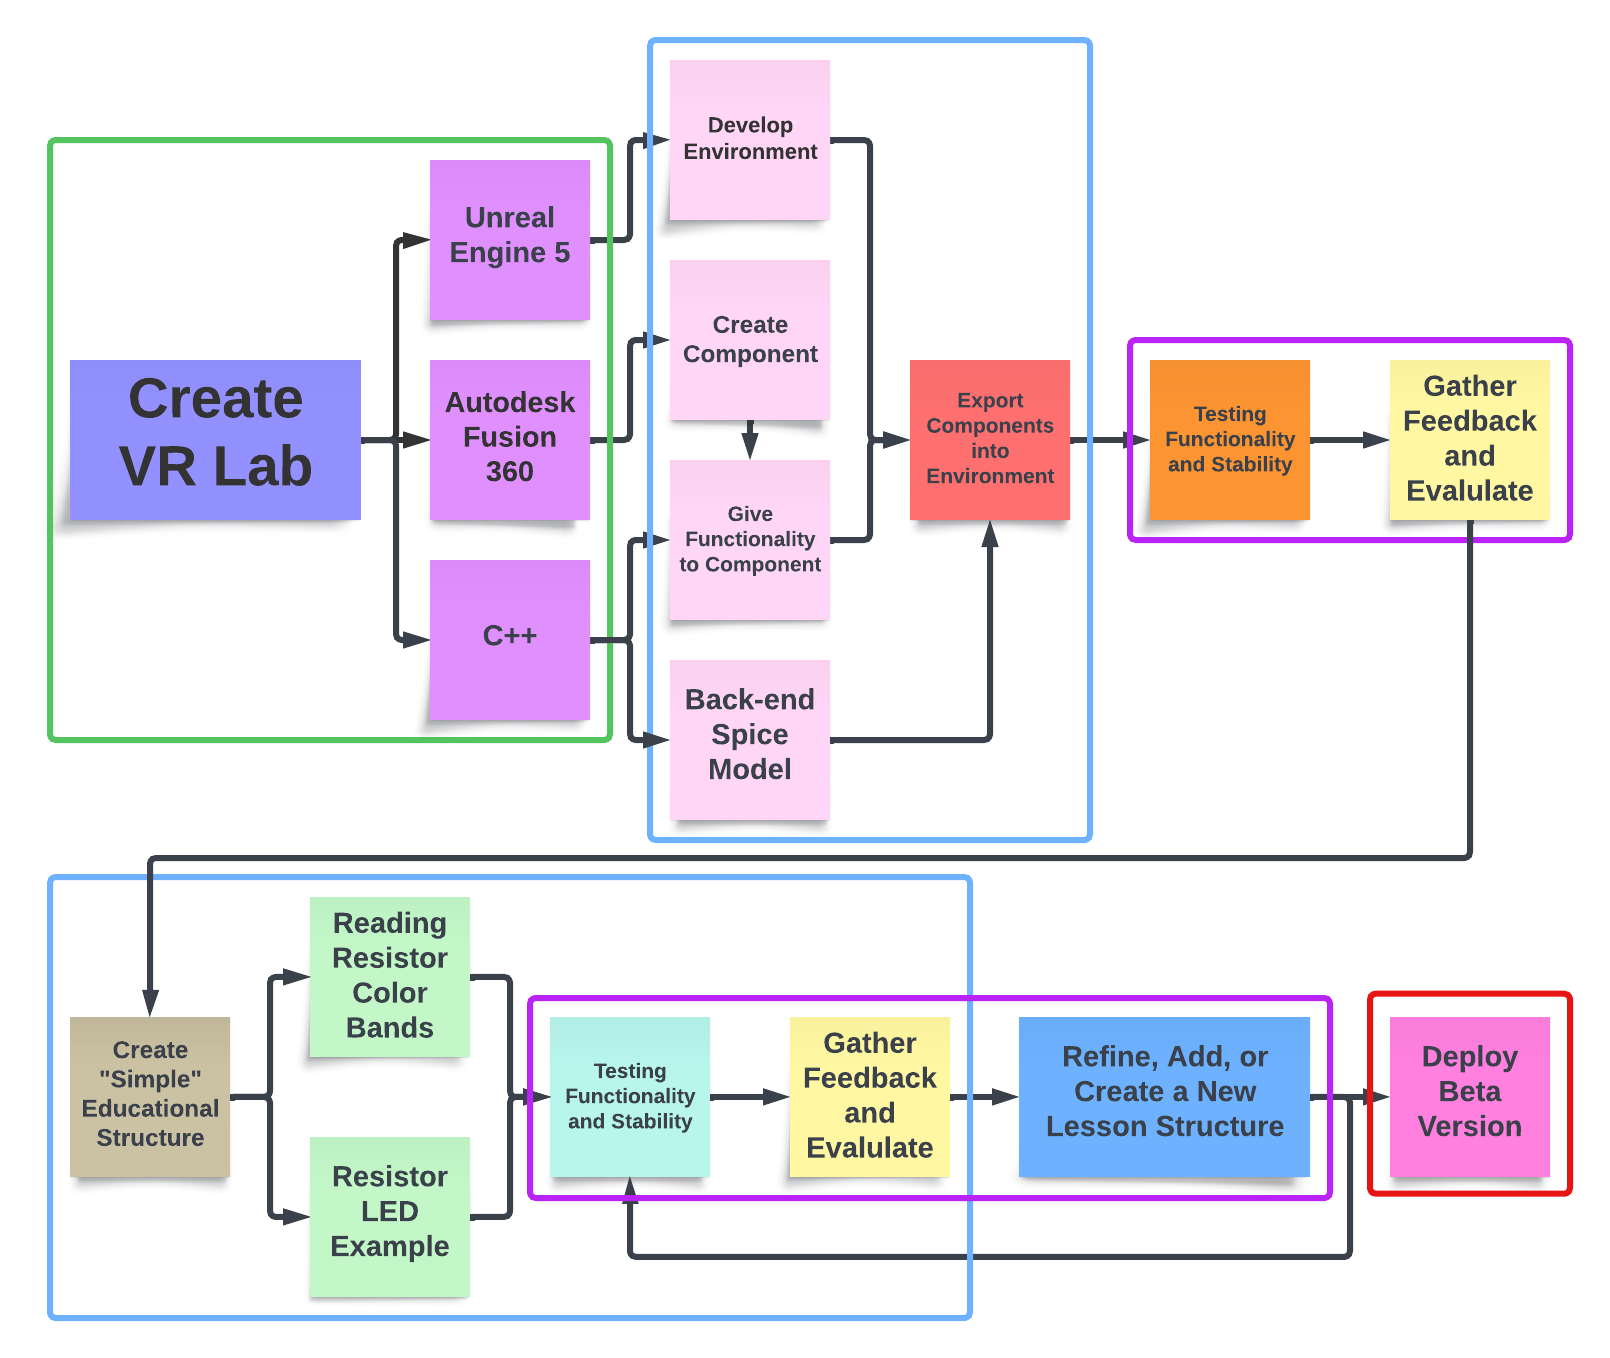 Create
VR Lab
Unreal
Engine 5
Autodesk
Fusion
360
C++
Develop
Environment
Create
Component
Give
Functionality
to Component
Back-end
Spice
Model
Export
Components
into
Environment
Testing
Functionality
and Stability
Gather
Feedback
and
Evalulate
Create
"Simple"
Educational
Structure
Reading
Resistor
Color
Bands
Resistor
LED
Example
Testing
Functionality
and Stability
Gather
Feedback
and
Evalulate
Refine, Add, or
Create a New
Lesson Structure
Deploy
Beta
Version